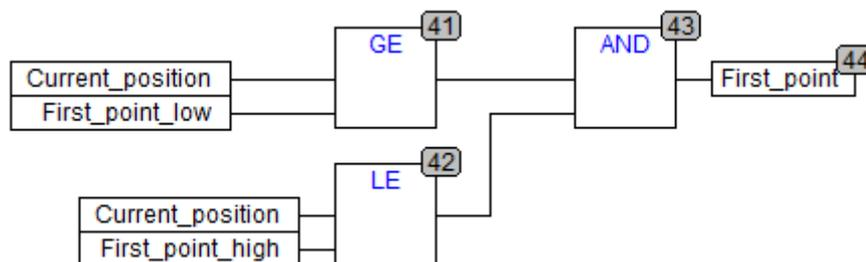 41
GE
43
AND
44
Current_position
First_point
First_point_low
42
LE
Current_position
First_point_high